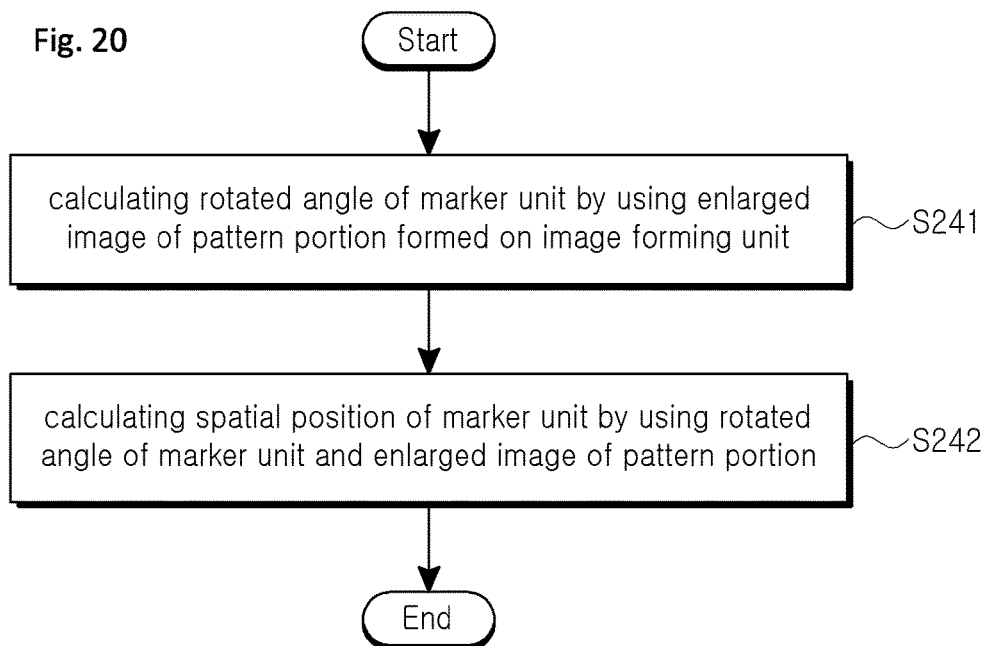 Fig. 20
Start
calculating rotated angle of marker unit by using enlarged
image of pattern portion formed on image forming unit
S241
calculating spatial position of marker unit by using rotated
angle of marker unit and enlarged image of pattern portion
S242
End